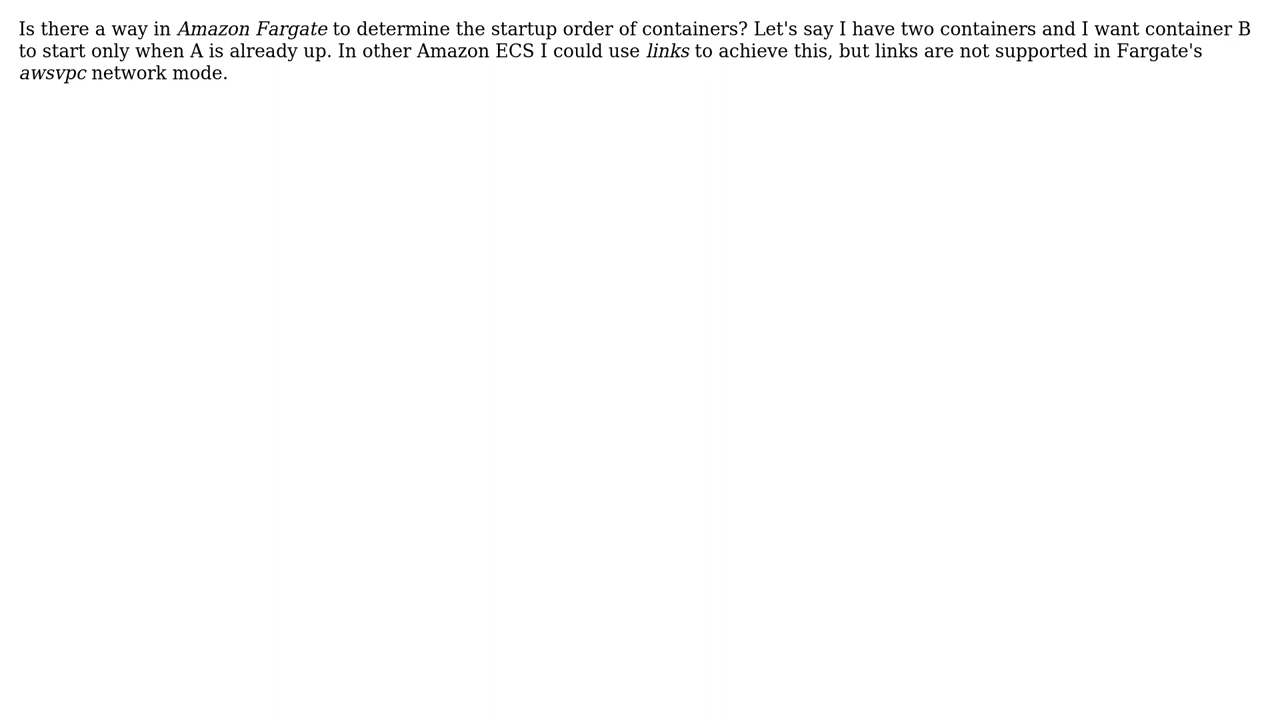 Is there a way in Amazon Fargate to determine the startup order of containers? Let's say I have two containers and I want container B
to start only when A is already up. In other Amazon ECS I could use links to achieve this, but links are not supported in Fargate's
awsvpc network mode.